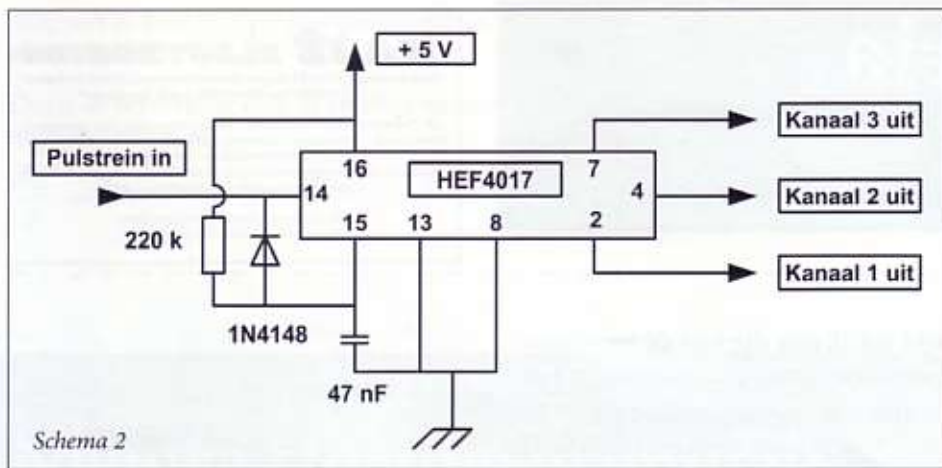 + 5 V
Pulstrein in
16
HEF4017
7
Kanaal 3 uit
14
4
Kanaal 2 uit
220 k
15
13
8
2
Kanaal 1 uit
1N4148
47 nF
Schema 2